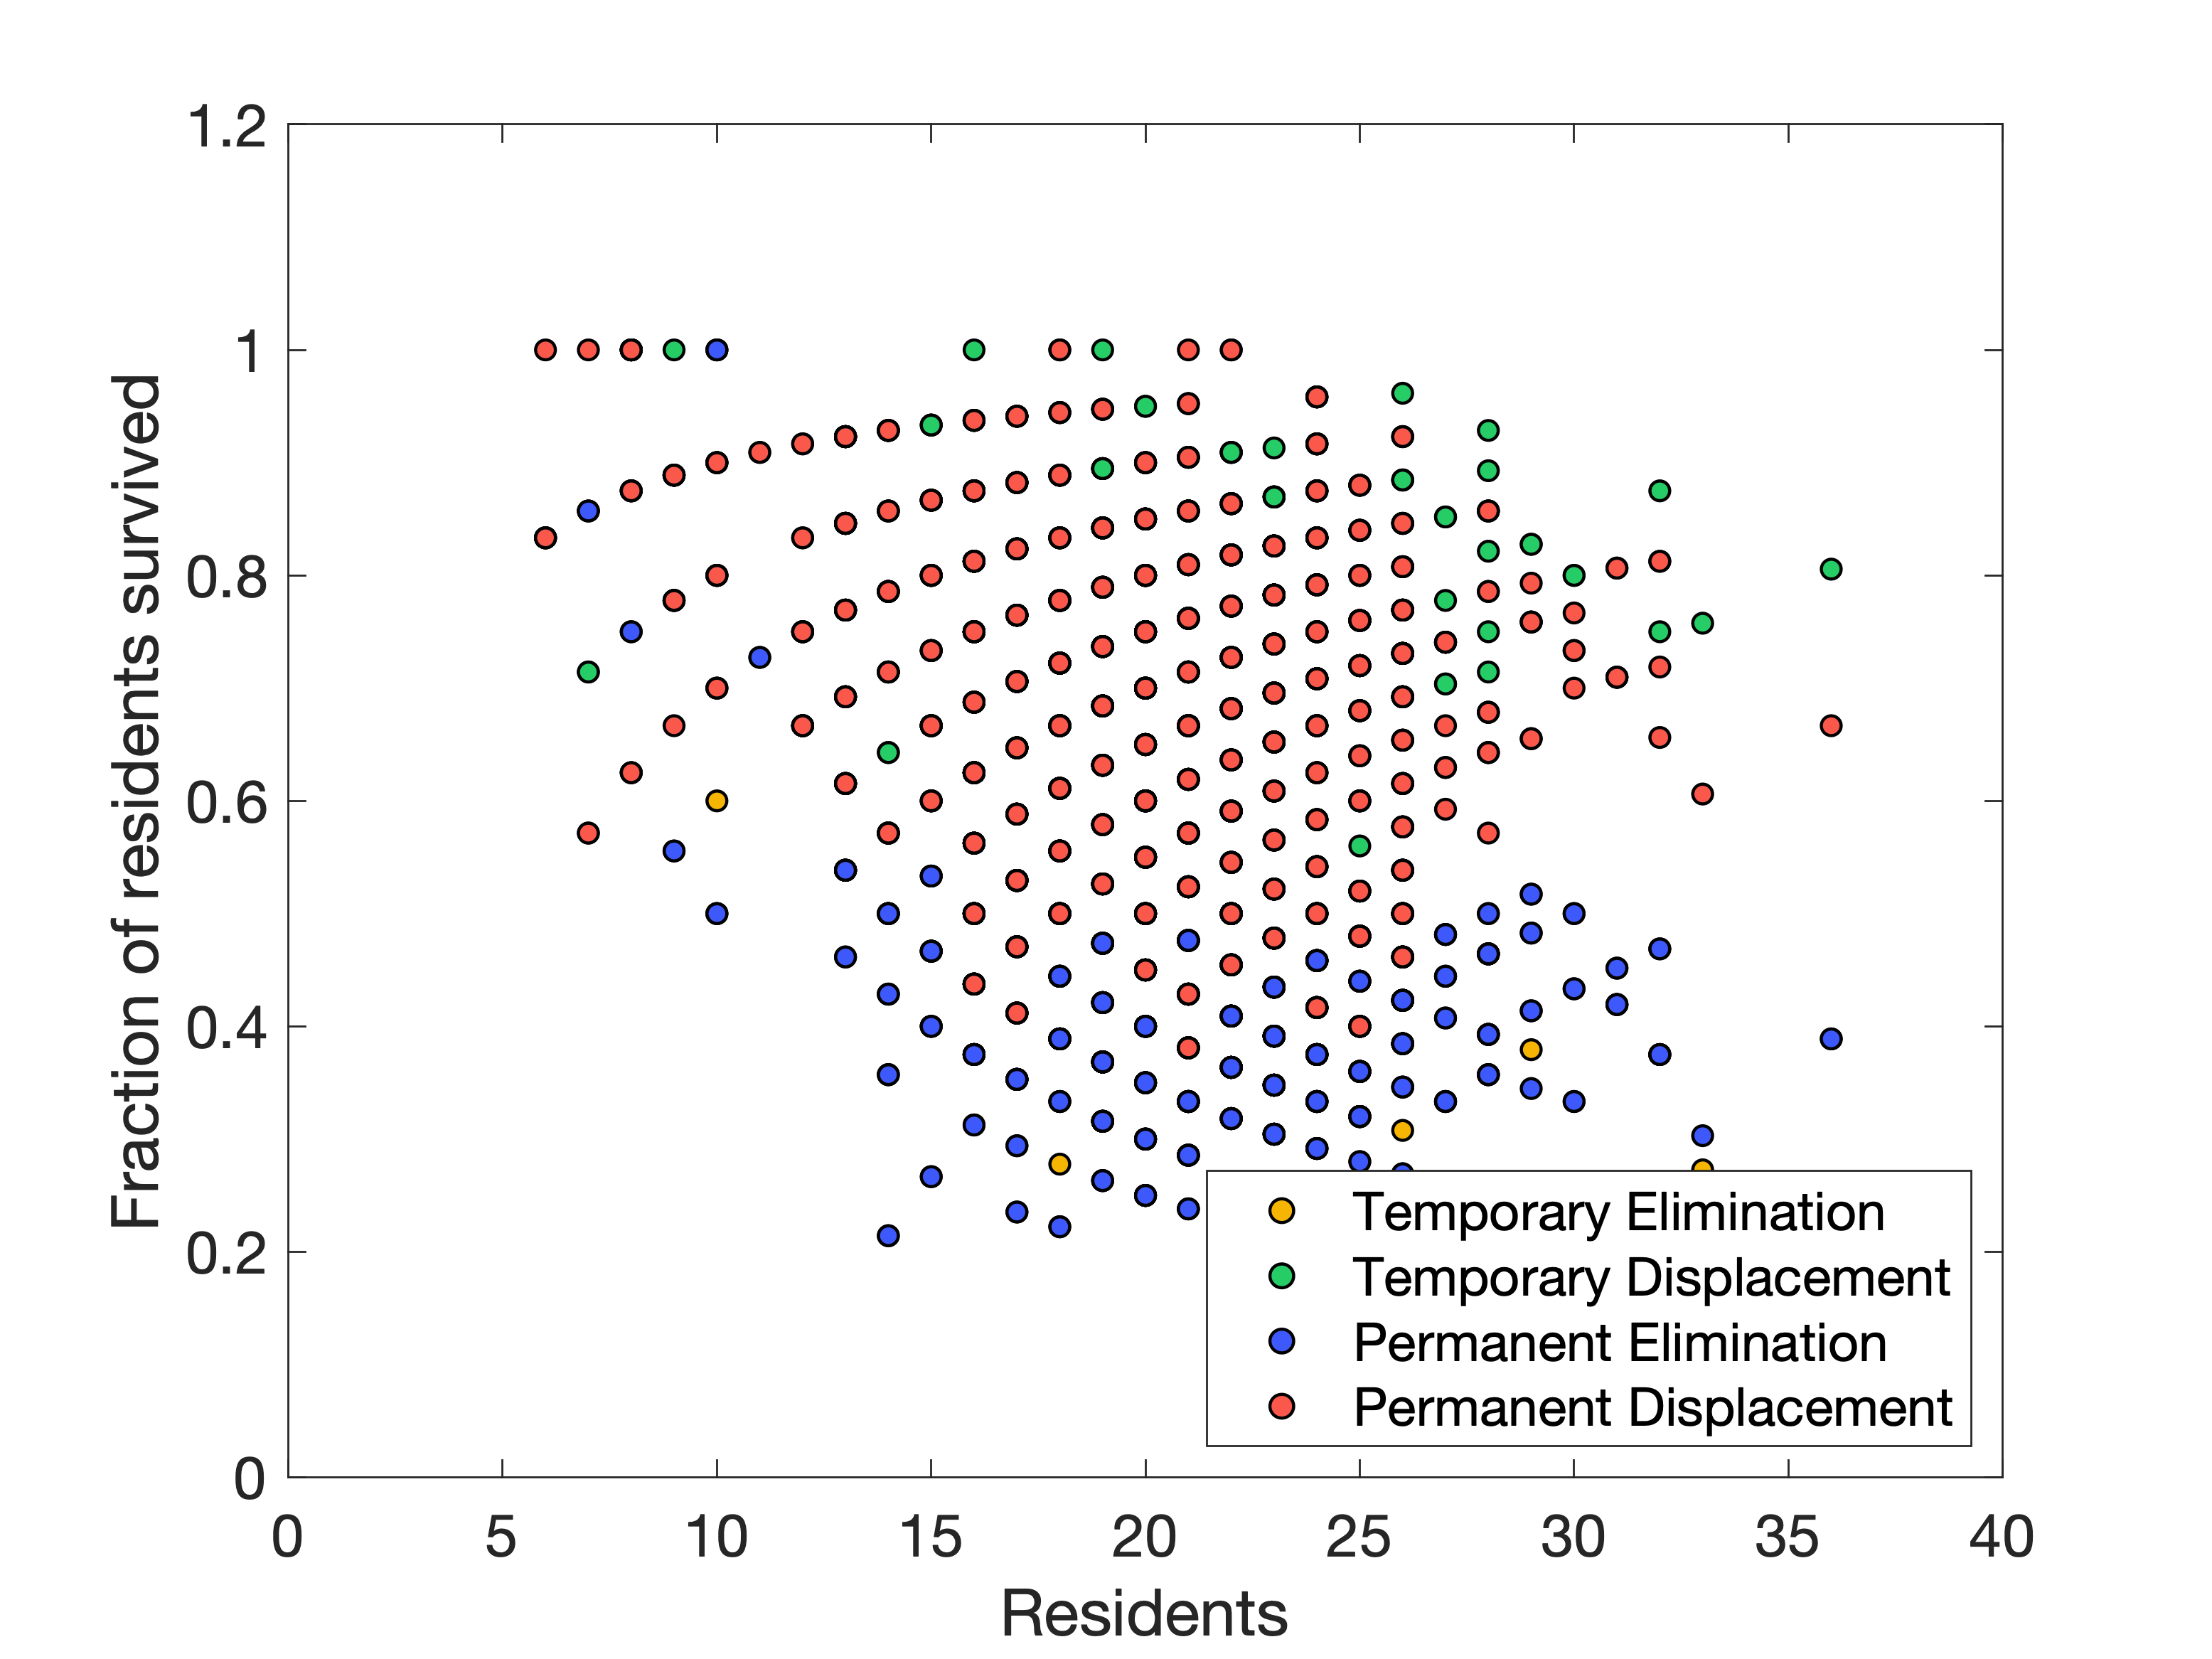 1.2
1
0.8
0.6
0.4
0.2
0
Fraction of residents survived
0 5 10 15 20 25 30 35 40
Residents
Temporary Elimination
Temporary Displacement
Permanent Elimination
Permanent Displacement